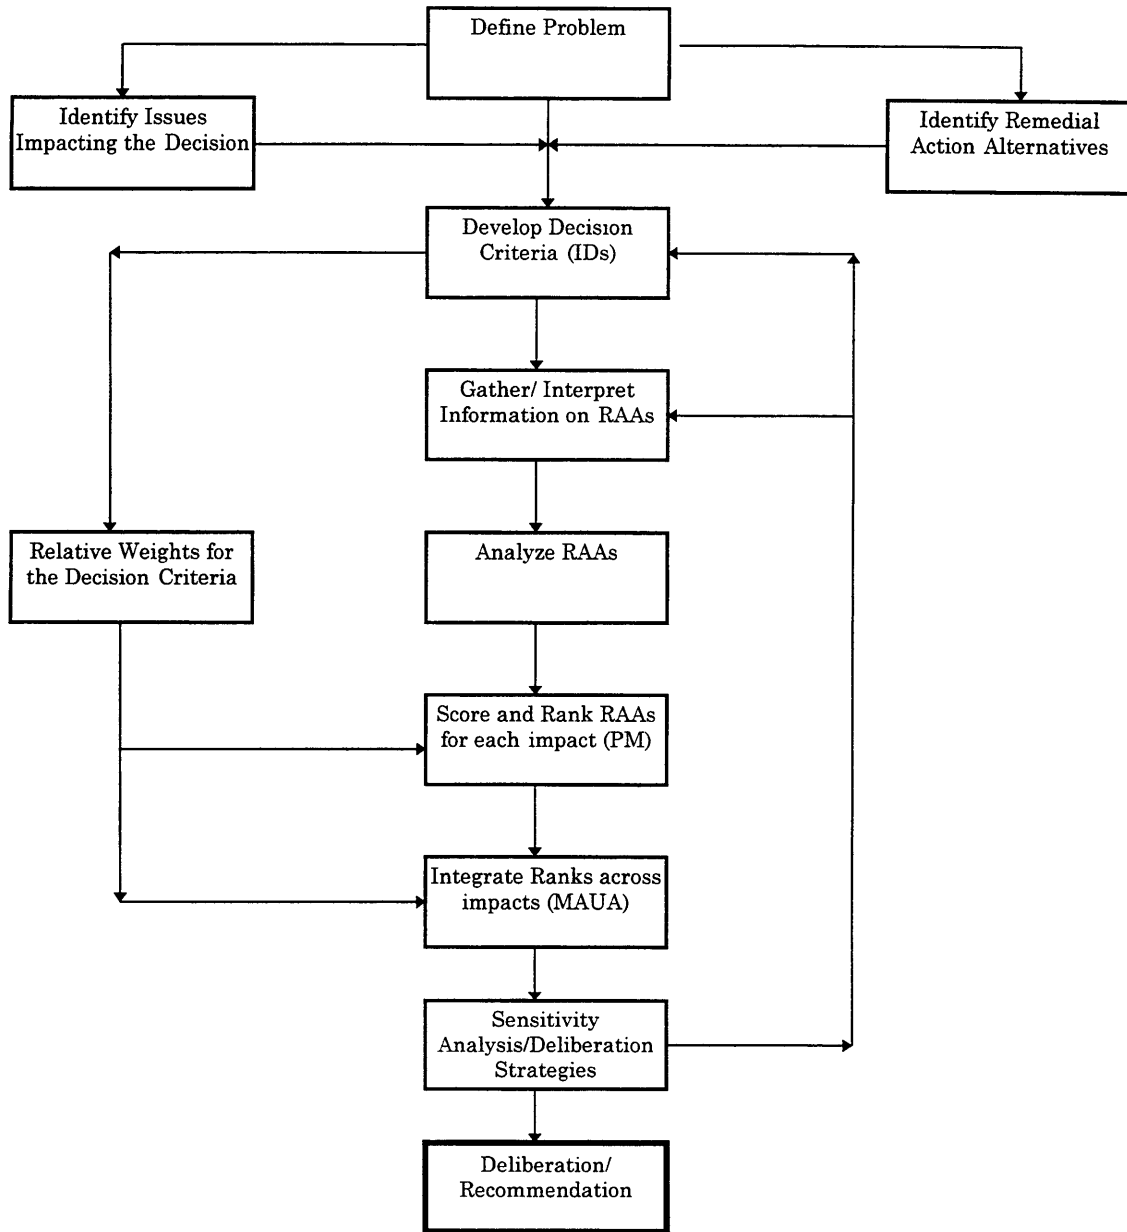 Define Problem
Identify Issues
Impacting the Decision
Identify Remedial
Action Alternatives
Develop Decision
Criteria (IDs)
Gather/ Interpret
Information on RAAs
Relative Weights for
the Decision Criteria
Analyze RAAs
Score and Rank RAAs
for each impact (PM)
Integrate Ranks across
impacts (MAUA)
Sensitivity
Analysis/Deliberation
Strategies
Deliberation/
Recommendation